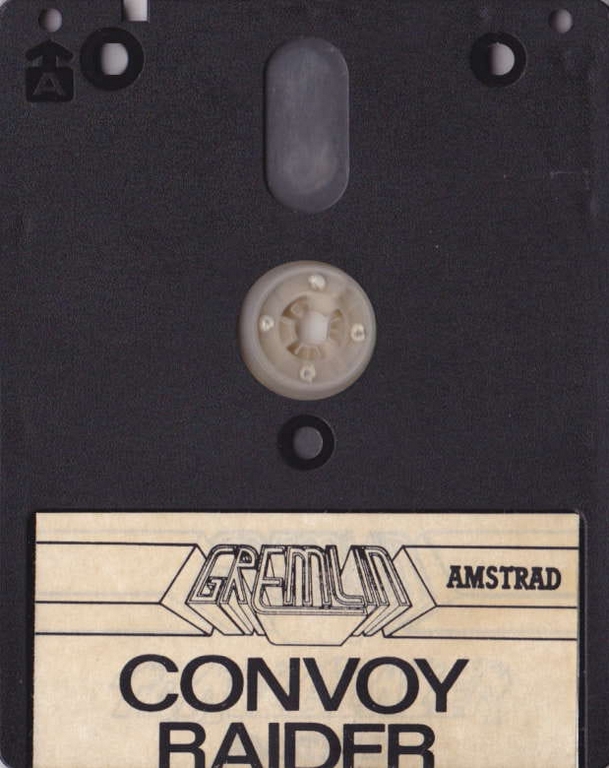 A
GREMLIN
AMSTRAD
CONVOY
RAIDER